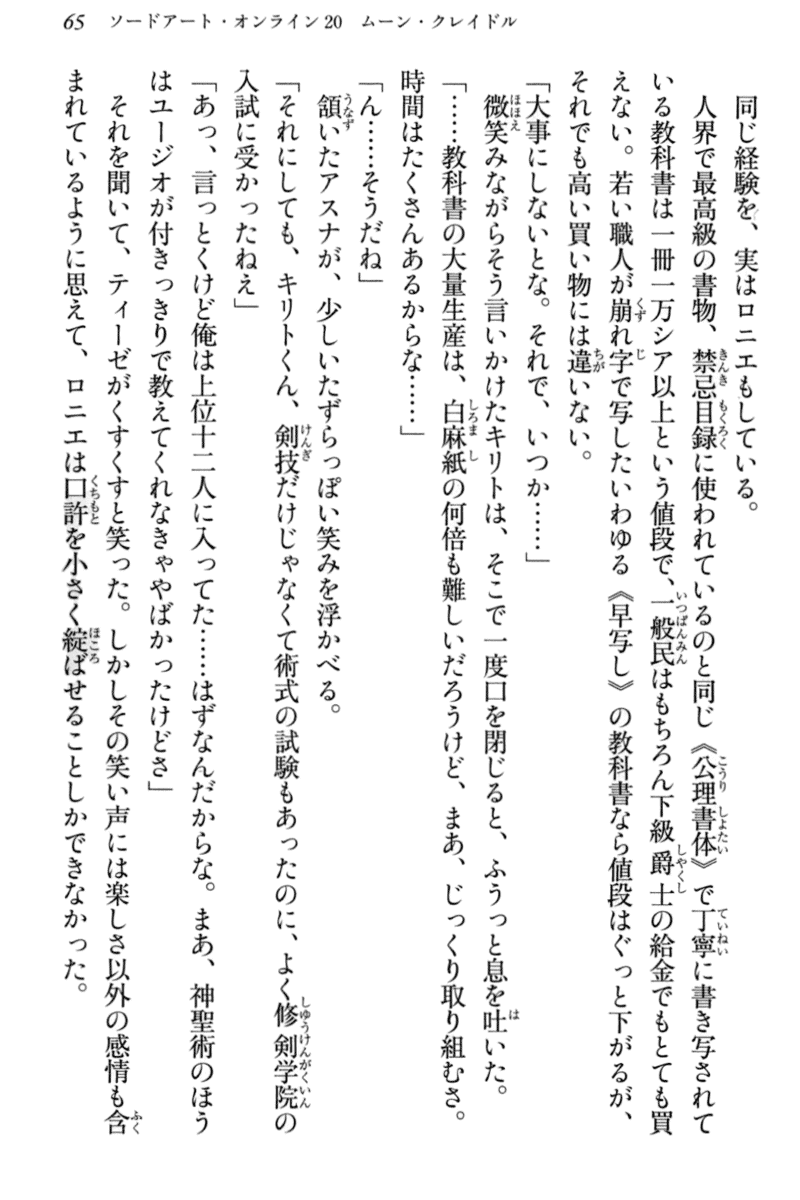 65 ソードアート・オンライン20 ムーン・クレイドル
同じ経験を、実はロニエもしている。
人界で最高級の書物、禁忌目録に使われているのと同じ《公理書体》で丁寧に書き写されて
いる教科書は一冊一万シア以上という値段で、一般民はもちろん下級爵士の給金でもとても買
えない。若い職人が崩れ字で写したいわゆる《早写し》の教科書なら値段はぐっと下がるが、
それでも高い買い物には違いない。
「大事にしないとな。それで、いつか……」
微笑みながらそう言いかけたキリトは、そこで一度口を閉じると、ふうっと息を吐いた。
「……教科書の大量生産は、白麻紙の何倍も難しいだろうけど、まあ、じっくり取り組むさ。
時間はたくさんあるからな……」
「ん……そうだね」
頷いたアスナが、少しいたずらっぽい笑みを浮かべる。
「それにしても、キリトくん、剣技だけじゃなくて術式の試験もあったのに、よく修剣学院の
入試に受かったねえ」
「あっ、言っとくけど俺は上位十二人に入ってた……はずなんだからな。まあ、神聖術のほう
はユージオが付きっきりで教えてくれなきゃやばかったけどさ」
それを聞いて、ティーゼがくすくすと笑った。しかしその笑い声には楽しさ以外の感情も含
まれているように思えて、ロニエは口許を小さく綻ばせることしかできなかった。